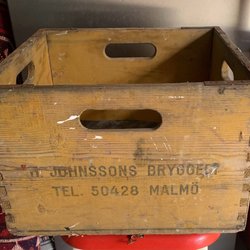 H. JOHNSSONS BRYGGERI
TEL. 50428 MALMÖ